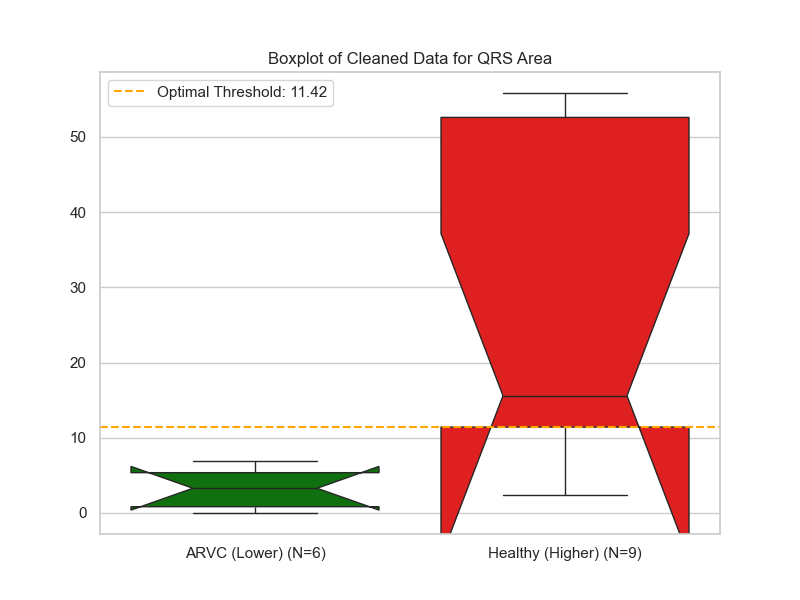 Boxplot of Cleaned Data for QRS Area
Optimal Threshold: 11.42
50
40
30
20
10
0
ARVC (Lower) (N=6)
Healthy (Higher) (N=9)